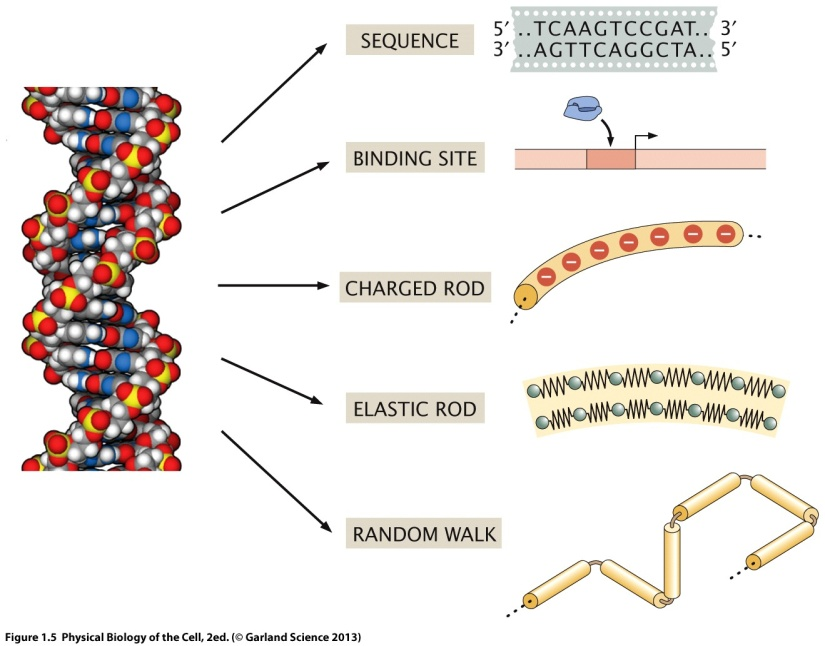 SEQUENCE
5′ ..TCAAGTCCGAT.. 3′
3′ ..AGTTCAGGCTA.. 5′
BINDING SITE
CHARGED ROD
– – – – – – –
ELASTIC ROD
RANDOM WALK
Figure 1.5 Physical Biology of the Cell, 2ed. (© Garland Science 2013)